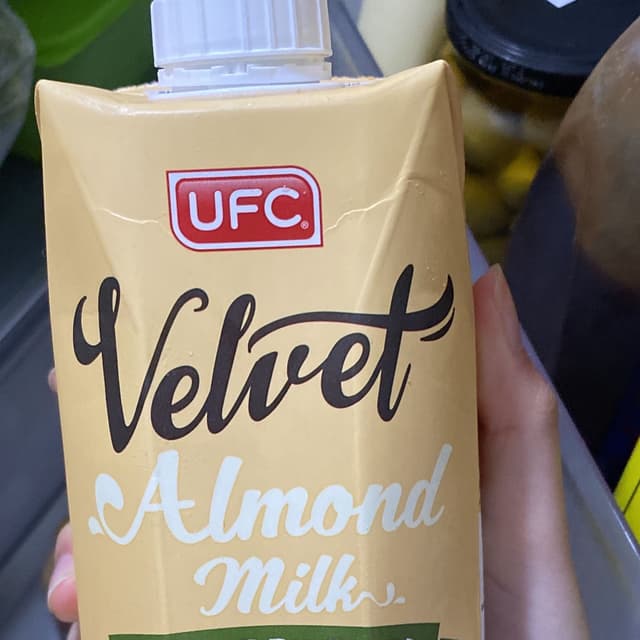 UFC®
Velvet
Almond
Milk